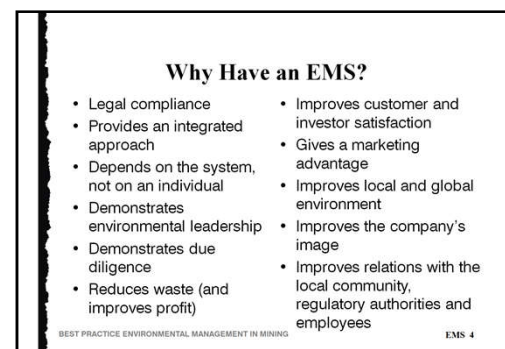 Why Have an EMS?
• Legal compliance
• Provides an integrated
approach
• Depends on the system,
not on an individual
• Demonstrates
environmental leadership
• Demonstrates due
diligence
• Reduces waste (and
improves profit)
• Improves customer and
investor satisfaction
• Gives a marketing
advantage
• Improves local and global
environment
• Improves the company's
image
• Improves relations with the
local community,
regulatory authorities and
employees
BEST PRACTICE ENVIRONMENTAL MANAGEMENT IN MINING
EMS 4